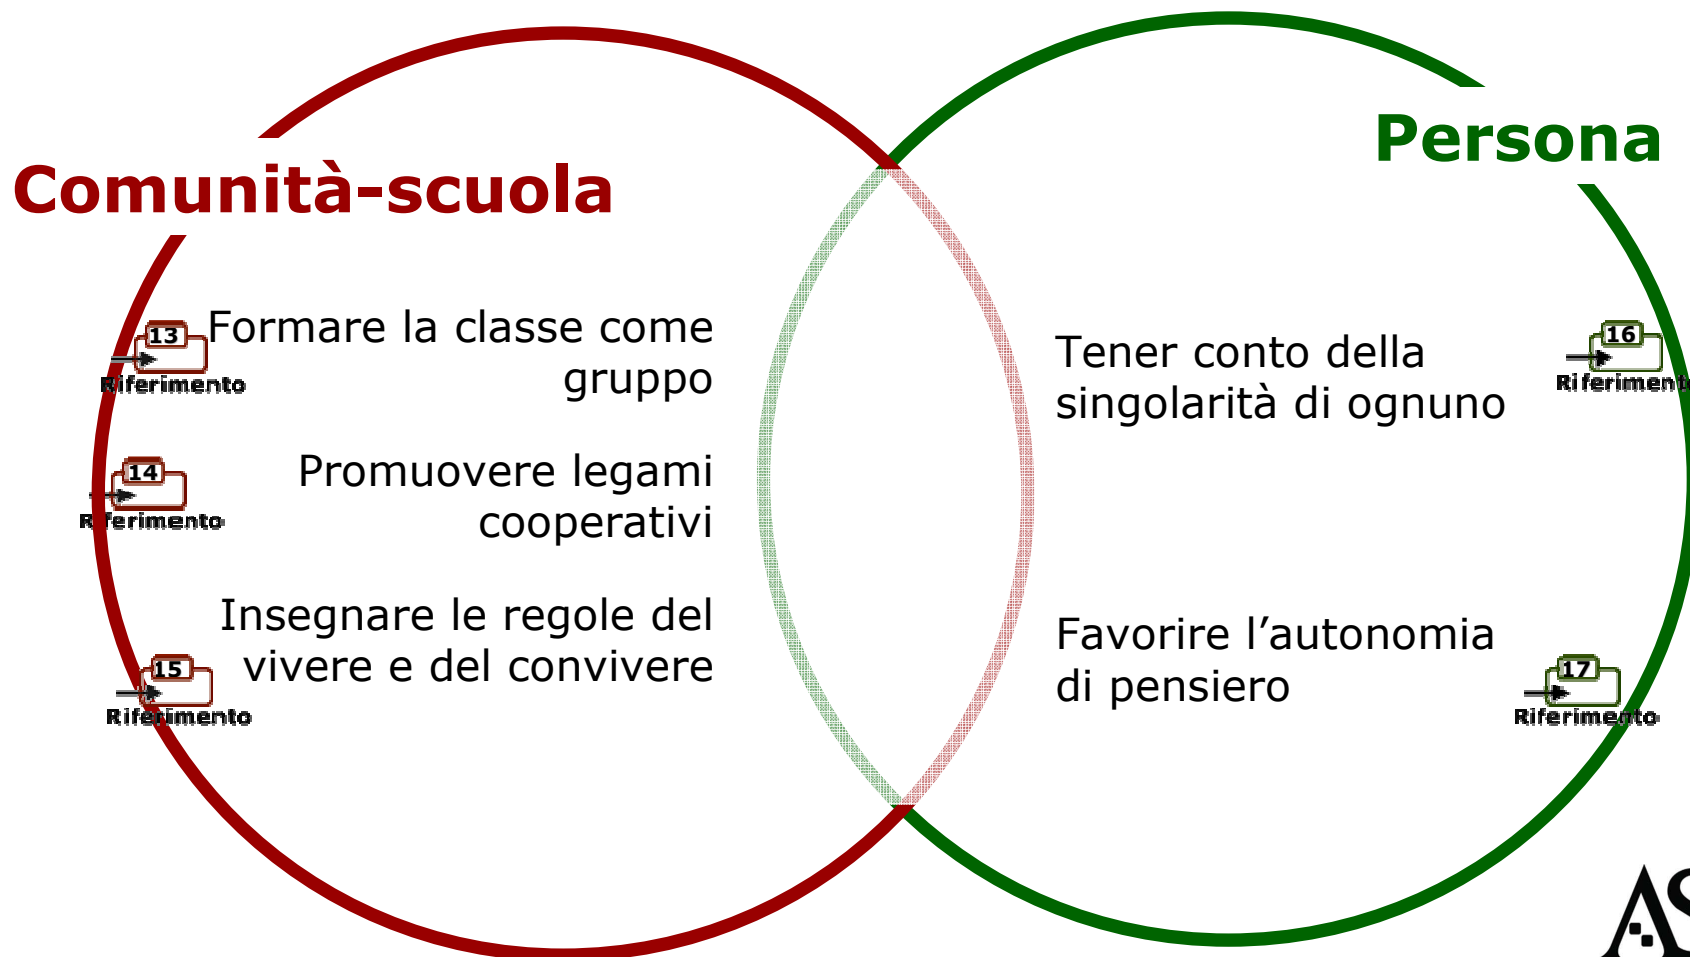 Comunità-scuola
Persona
13
Riferimento
Formare la classe come
gruppo
14
Riferimento
Promuovere legami
cooperativi
15
Riferimento
Insegnare le regole del
vivere e del convivere
Tener conto della
singolarità di ognuno
16
Riferiment
Favorire l’autonomia
di pensiero
17
Riferimento
AS